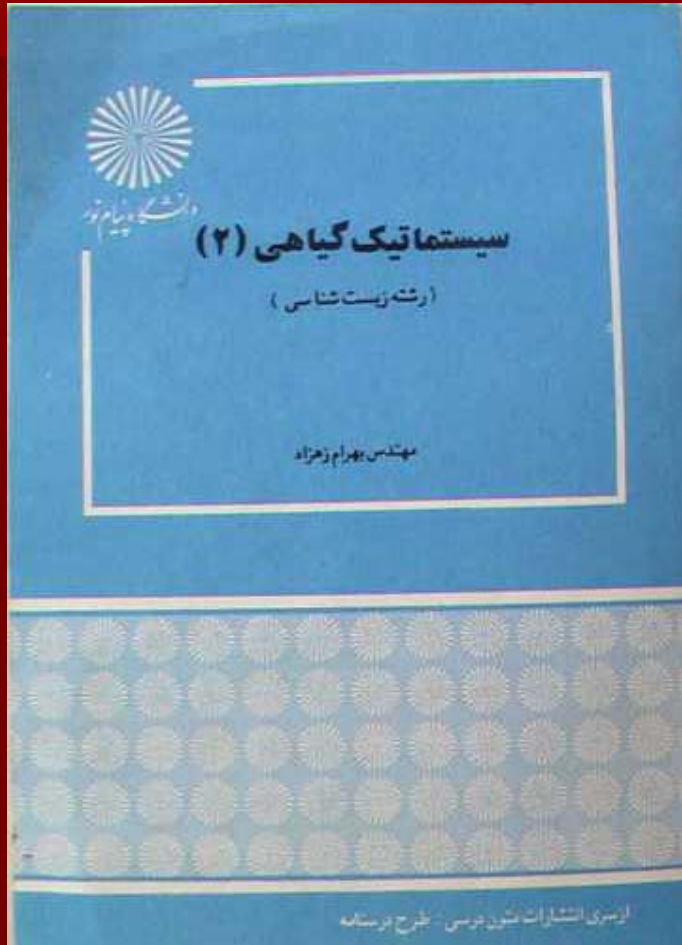 دانشگاه پیام نور
سیستماتیک گیاهی (۲)
(رشته زیست شناسی)
مهندس بهرام زهزاد
از سری انتشارات متون درسی - طرح درسنامه